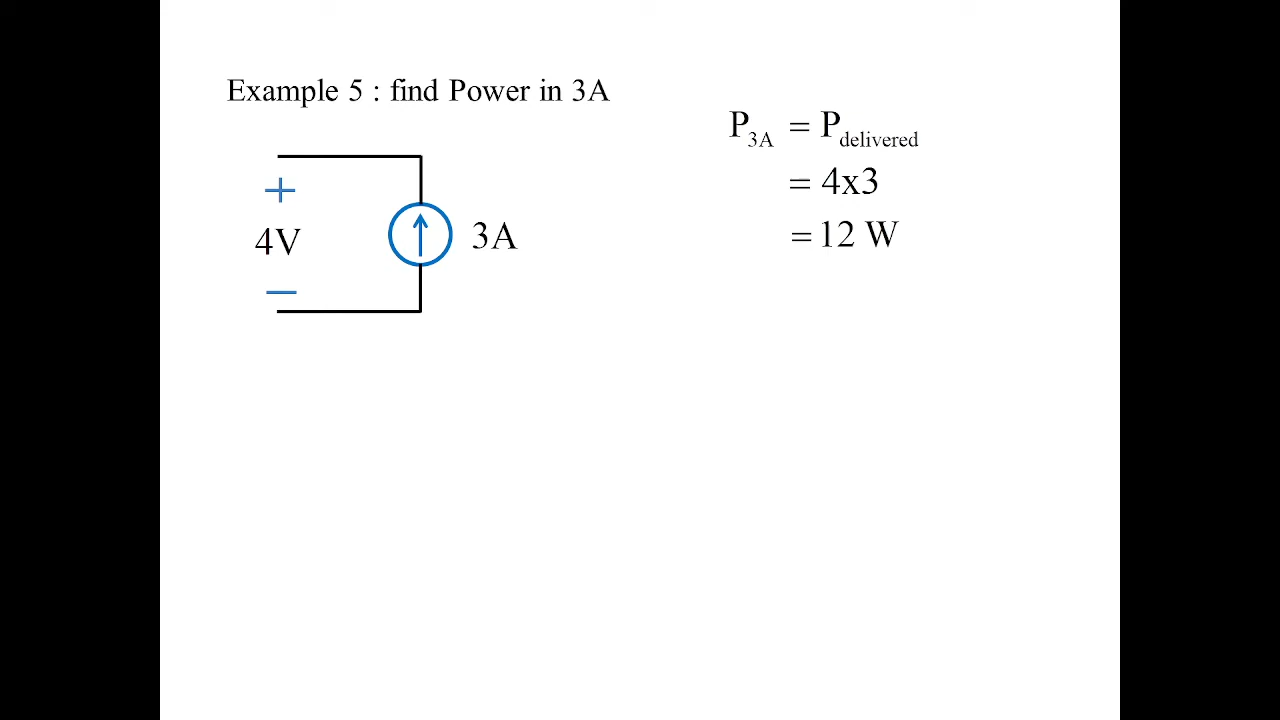 Example 5 : find Power in 3A
+
4V
−
3A
P3A = Pdelivered
= 4x3
= 12 W